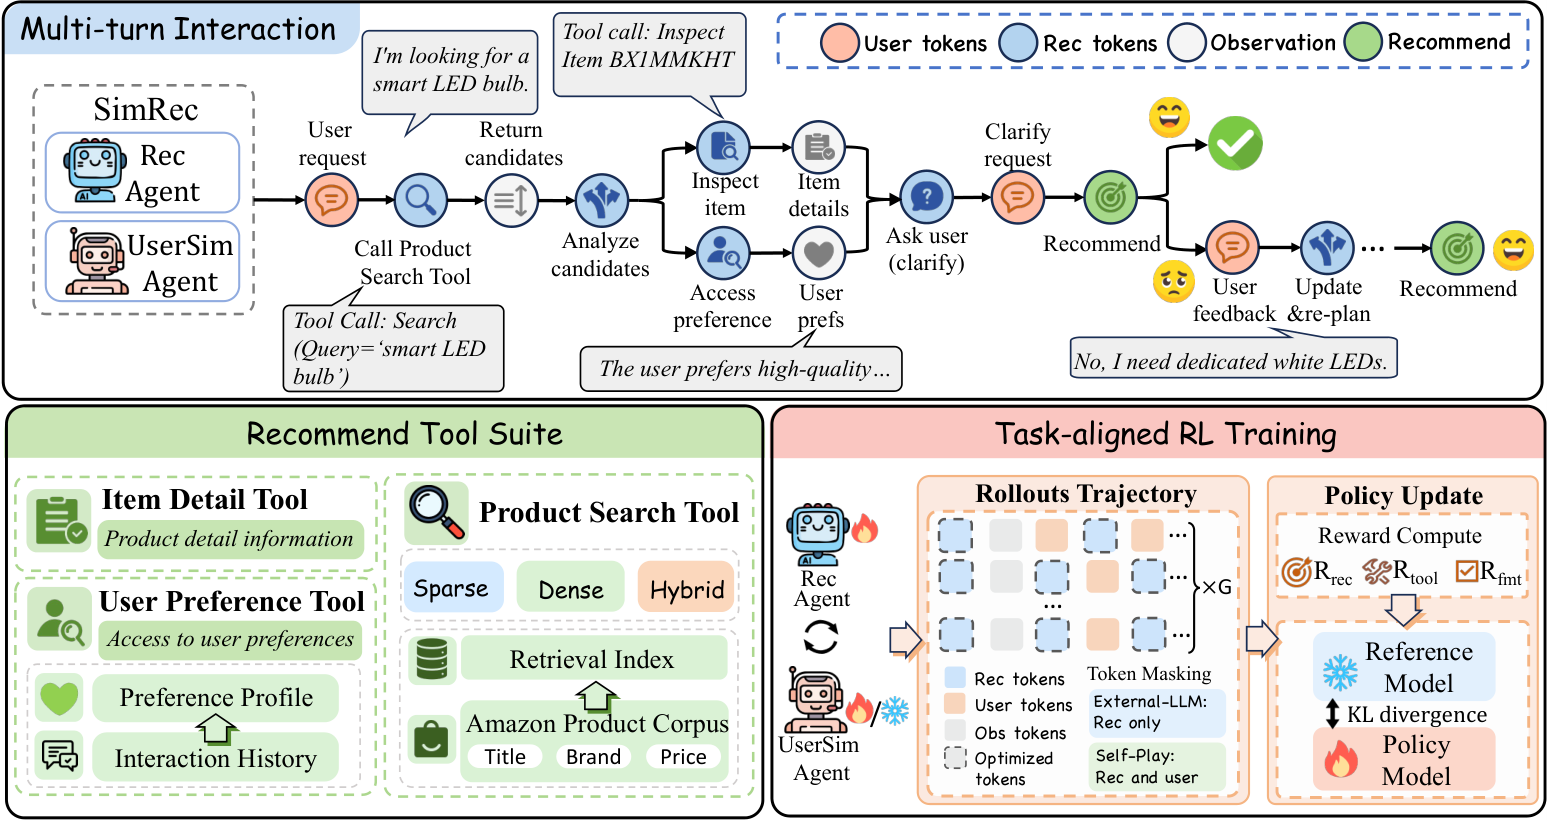 Multi-turn Interaction
User tokens
Rec tokens
Observation
Recommend
SimRec
Rec
Agent
UserSim
Agent
AI
User
request
I'm looking for a
smart LED bulb.
Call Product
Search Tool
Tool Call: Search
(Query=‘smart LED
bulb’)
Return
candidates
Analyze
candidates
Tool call: Inspect
Item BX1MMKHT
Inspect
item
Item
details
Access
preference
User
prefs
The user prefers high-quality…
Ask user
(clarify)
Clarify
request
Recommend
User
feedback
Update
&re-plan
...
Recommend
No, I need dedicated white LEDs.
Recommend Tool Suite
Item Detail Tool
Product detail information
User Preference Tool
Access to user preferences
Preference Profile
Interaction History
Product Search Tool
Sparse
Dense
Hybrid
Retrieval Index
Amazon Product Corpus
Title
Brand
Price
Task-aligned RL Training
AI
Rec
Agent
UserSim
Agent
/
Rollouts Trajectory
...
...
...
...
×G
Rec tokens
User tokens
Obs tokens
Optimized
tokens
Token Masking
External-LLM:
Rec only
Self-Play:
Rec and user
Policy Update
Reward Compute
Rrec
Rtool
Rfmt
Reference
Model
KL divergence
Policy
Model